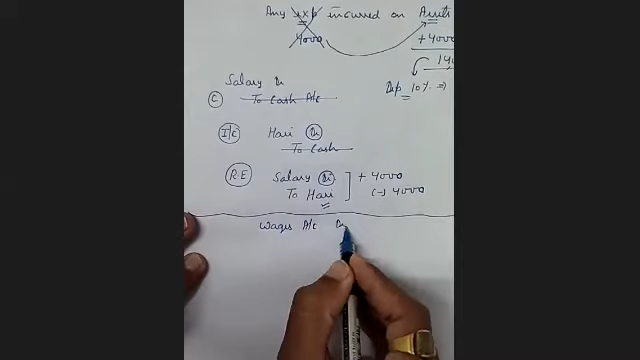 Any Exp incurred on Assets
4000
+ 4000
140
Dep 10% ⇒
Salary Dr
C To Cash A/c
I/C Hari Dr
To Cash
R.E Salary Dr + 4000
To Hari (-) 4000
Wages A/c Dr